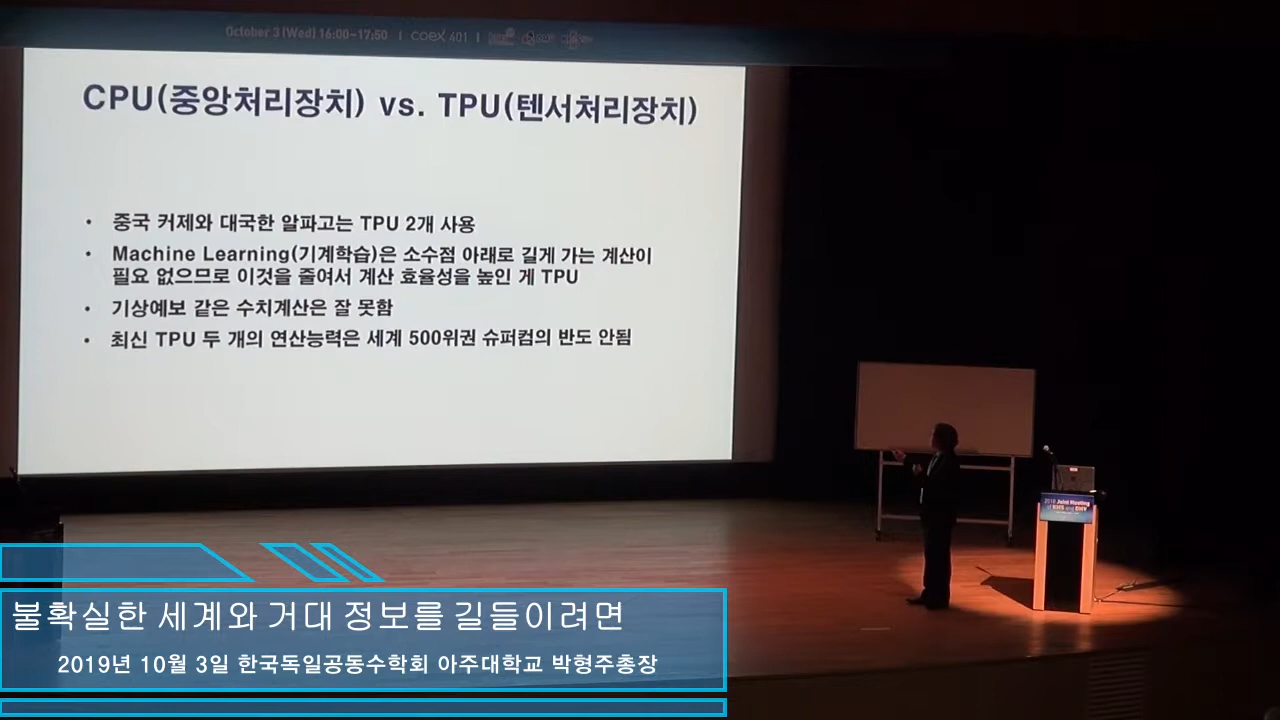 October 3 (Wed) 16:00~17:50 | coex 401 |
CPU(중앙처리장치) vs. TPU(텐서처리장치)
• 중국 커제와 대국한 알파고는 TPU 2개 사용
• Machine Learning(기계학습)은 소수점 아래로 길게 가는 계산이
필요 없으므로 이것을 줄여서 계산 효율성을 높인 게 TPU
• 기상예보 같은 수치계산은 잘 못함
• 최신 TPU 두 개의 연산능력은 세계 500위권 슈퍼컴의 반도 안됨
2019 Joint Meeting
of KMS and DMV
불확실한 세계와 거대 정보를 길들이려면
2019년 10월 3일 한국독일공동수학회 아주대학교 박형주총장